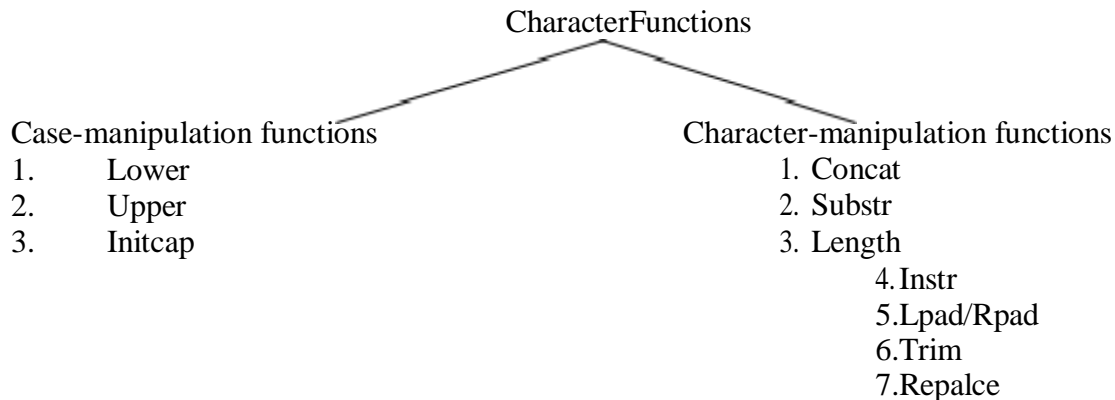 CharacterFunctions
Case-manipulation functions
1. Lower
2. Upper
3. Initcap
Character-manipulation functions
1. Concat
2. Substr
3. Length
4.Instr
5.Lpad/Rpad
6.Trim
7.Repalce